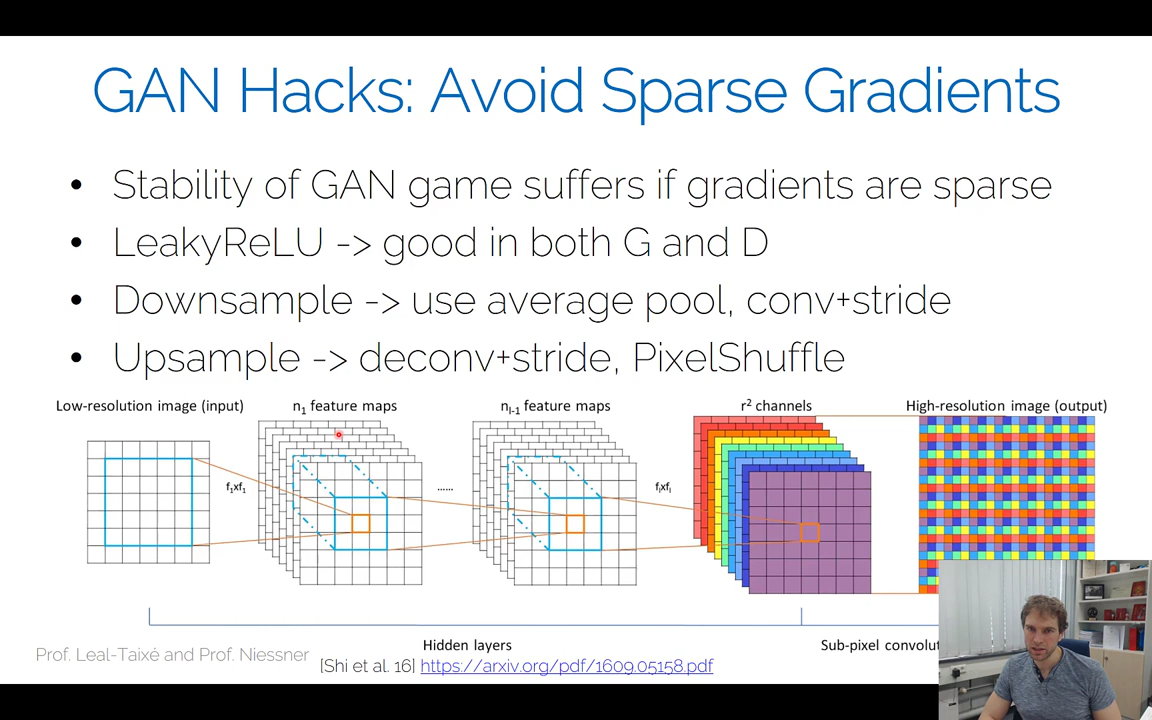 GAN Hacks: Avoid Sparse Gradients
• Stability of GAN game suffers if gradients are sparse
• LeakyReLU -> good in both G and D
• Downsample -> use average pool, conv+stride
• Upsample -> deconv+stride, PixelShuffle
Low-resolution image (input) n₁ feature maps nₗ₋₁ feature maps r² channels High-resolution image (output)
f₁xf₁ ...... fₗxfₗ
Hidden layers Sub-pixel convolut
Prof. Leal-Taixé and Prof. Niessner
[Shi et al. 16] https://arxiv.org/pdf/1609.05158.pdf